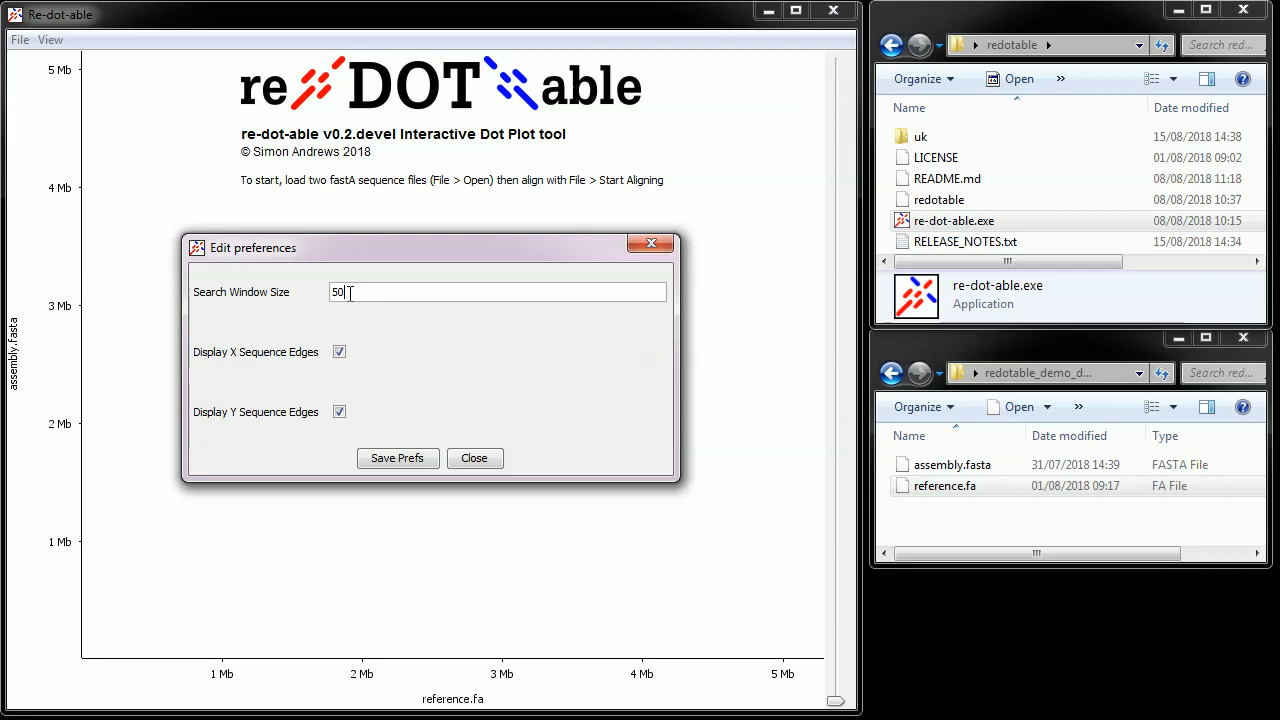 Re-dot-able
File View
re DOT able
re-dot-able v0.2.devel Interactive Dot Plot tool
© Simon Andrews 2018
To start, load two fastA sequence files (File > Open) then align with File > Start Aligning
5 Mb
4 Mb
3 Mb
2 Mb
1 Mb
assembly.fasta
Edit preferences
Search Window Size 50
Display X Sequence Edges
Display Y Sequence Edges
Save Prefs Close
1 Mb 2 Mb 3 Mb 4 Mb 5 Mb
reference.fa
redotable Search red...
Organize Open »
Name Date modified
uk 15/08/2018 14:38
LICENSE 01/08/2018 09:02
README.md 08/08/2018 11:18
redotable 08/08/2018 10:37
re-dot-able.exe 08/08/2018 10:15
RELEASE_NOTES.txt 15/08/2018 14:34
re-dot-able.exe
Application
redotable_demo_d... Search red...
Organize Open »
Name Date modified Type
assembly.fasta 31/07/2018 14:39 FASTA File
reference.fa 01/08/2018 09:17 FA File